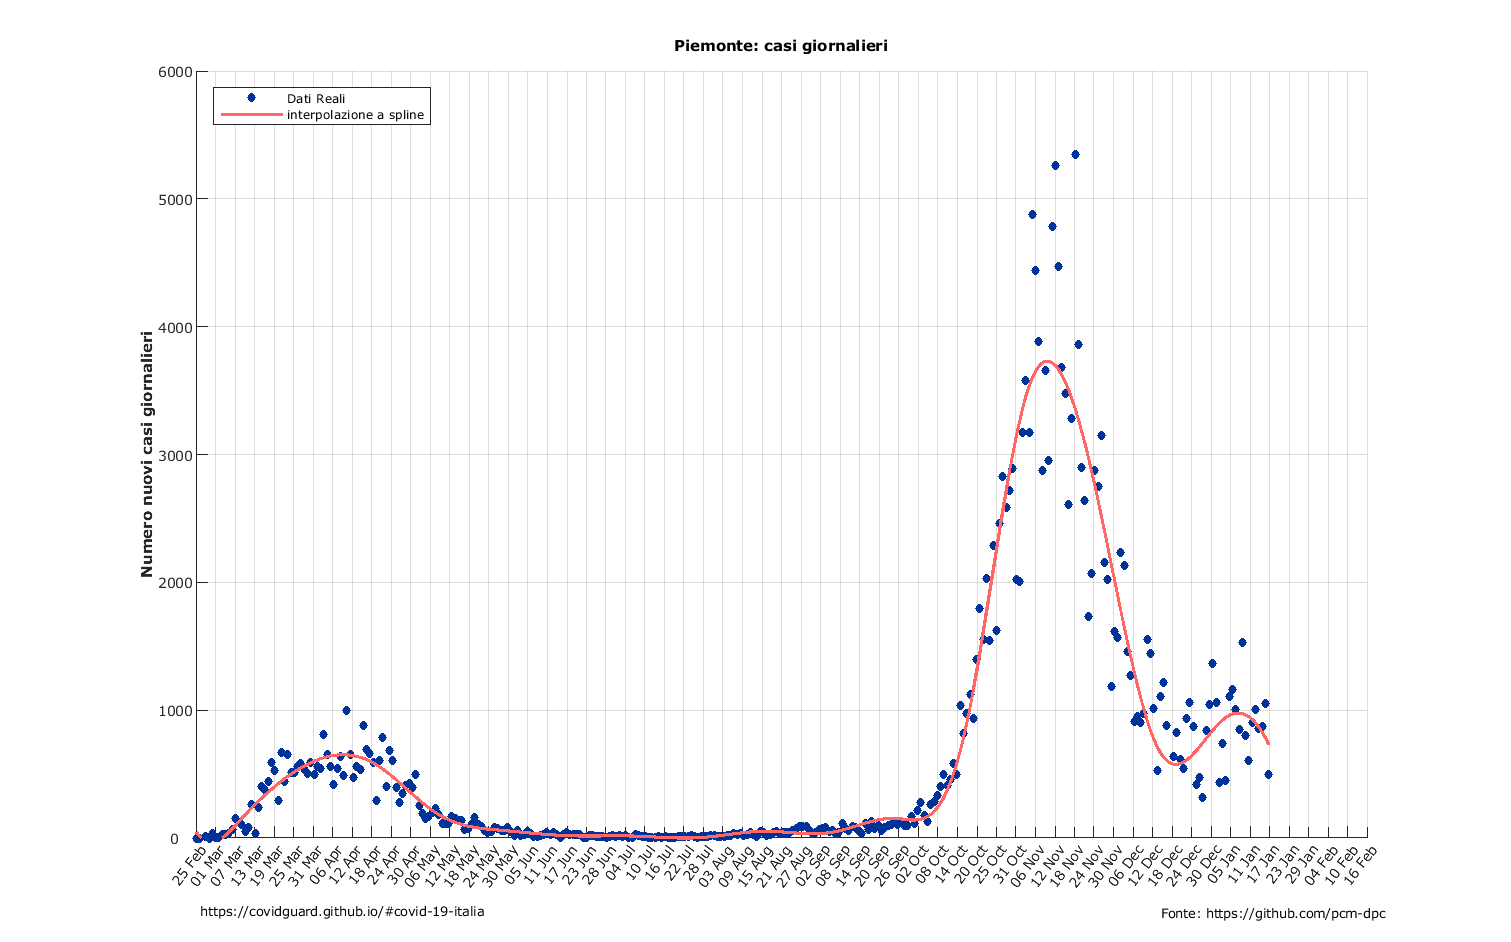 Piemonte: casi giornalieri
Dati Reali
interpolazione a spline
Numero nuovi casi giornalieri
6000
5000
4000
3000
2000
1000
0
25 Feb
01 Mar
07 Mar
13 Mar
19 Mar
25 Mar
31 Mar
06 Apr
12 Apr
18 Apr
24 Apr
30 Apr
06 May
12 May
18 May
24 May
30 May
05 Jun
11 Jun
17 Jun
23 Jun
28 Jun
04 Jul
10 Jul
16 Jul
22 Jul
28 Jul
03 Aug
09 Aug
15 Aug
21 Aug
27 Aug
02 Sep
08 Sep
14 Sep
20 Sep
26 Sep
02 Oct
08 Oct
14 Oct
20 Oct
25 Oct
31 Oct
06 Nov
12 Nov
18 Nov
24 Nov
30 Nov
06 Dec
12 Dec
18 Dec
24 Dec
30 Dec
05 Jan
11 Jan
17 Jan
23 Jan
29 Jan
04 Feb
10 Feb
16 Feb
https://covidguard.github.io/#covid-19-italia
Fonte: https://github.com/pcm-dpc